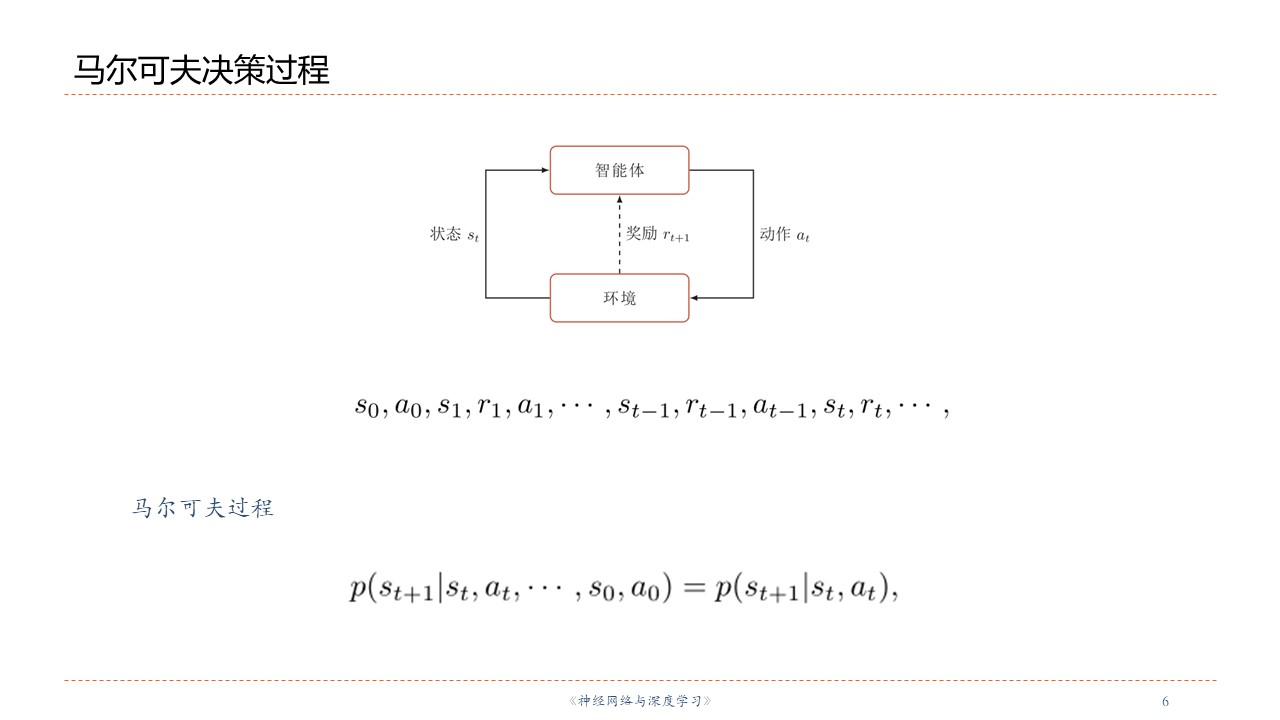 马尔可夫决策过程
智能体
状态 s_t
奖励 r_{t+1}
动作 a_t
环境
s_0, a_0, s_1, r_1, a_1, ⋯ , s_{t−1}, r_{t−1}, a_{t−1}, s_t, r_t, ⋯ ,
马尔可夫过程
p(s_{t+1}|s_t, a_t, ⋯ , s_0, a_0) = p(s_{t+1}|s_t, a_t),
《神经网络与深度学习》
6